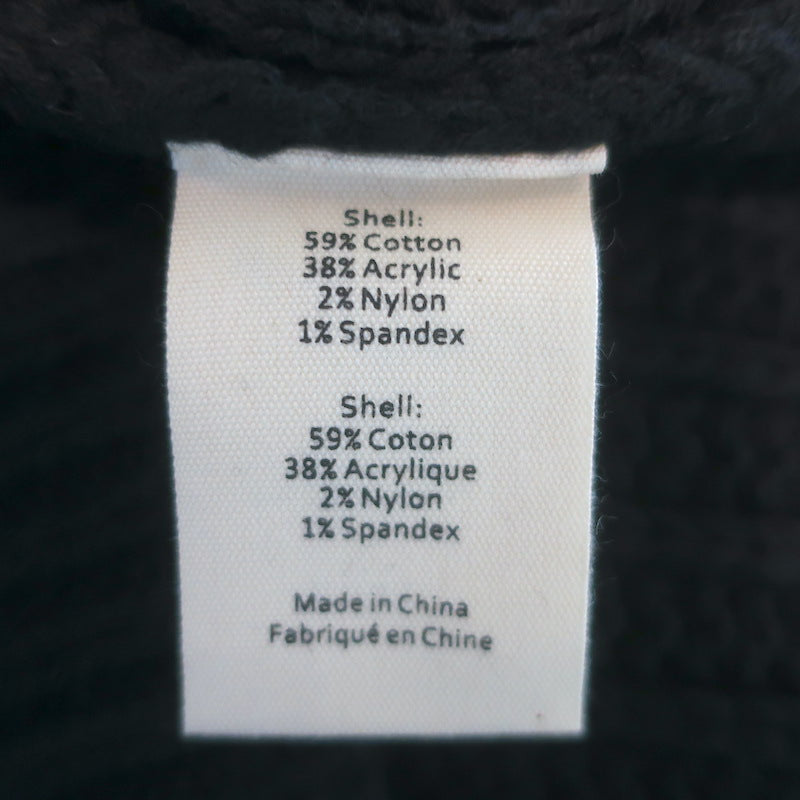 Shell:
59% Cotton
38% Acrylic
2% Nylon
1% Spandex
Shell:
59% Coton
38% Acrylique
2% Nylon
1% Spandex
Made in China
Fabriqué en Chine